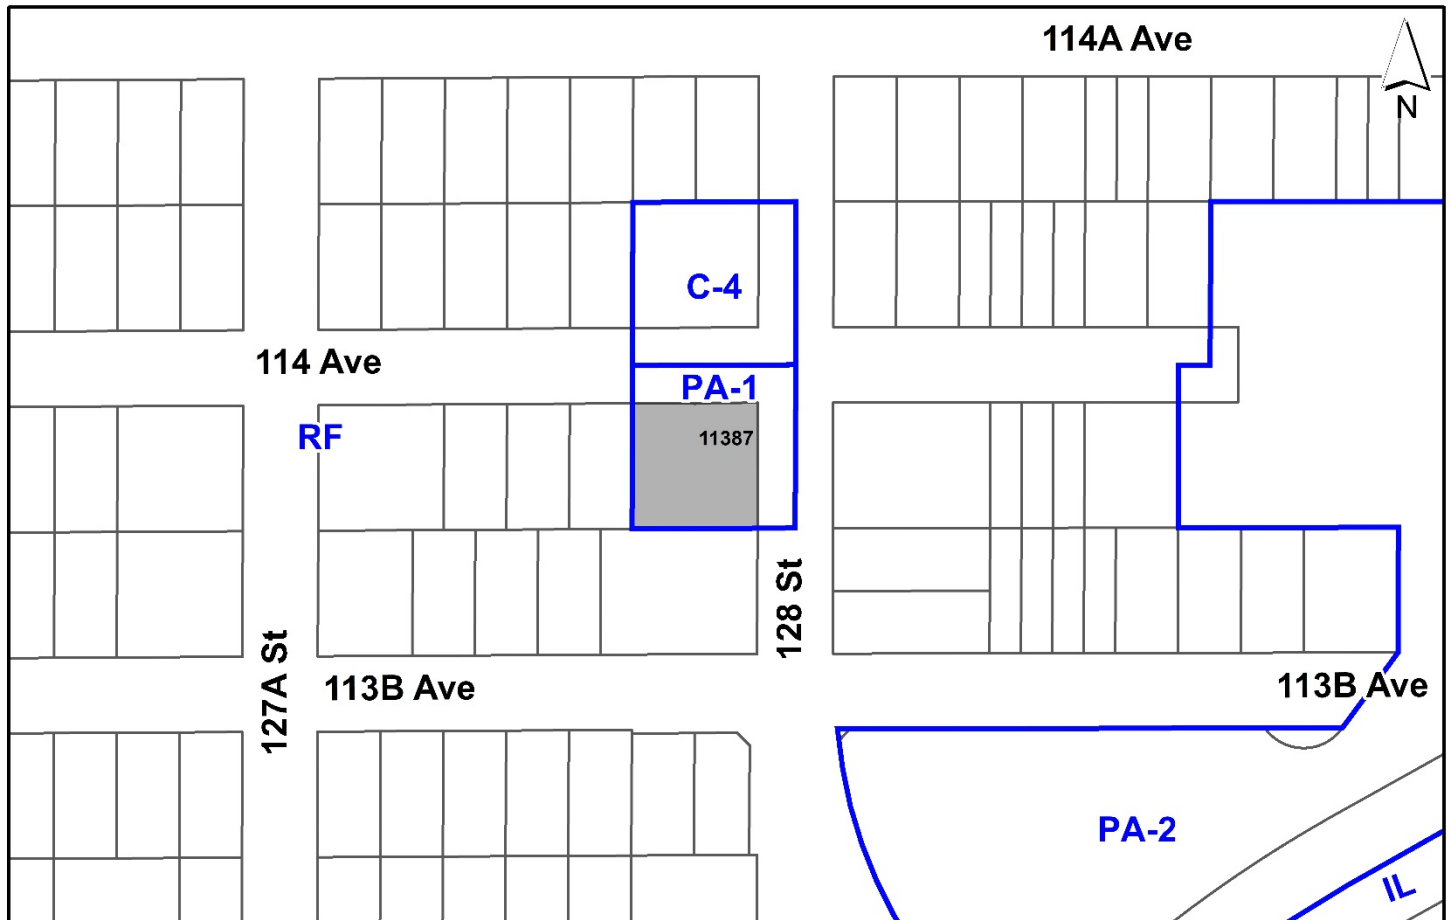 114A Ave
N
C-4
114 Ave
PA-1
RF
11387
128 St
127A St
113B Ave
113B Ave
PA-2
IL